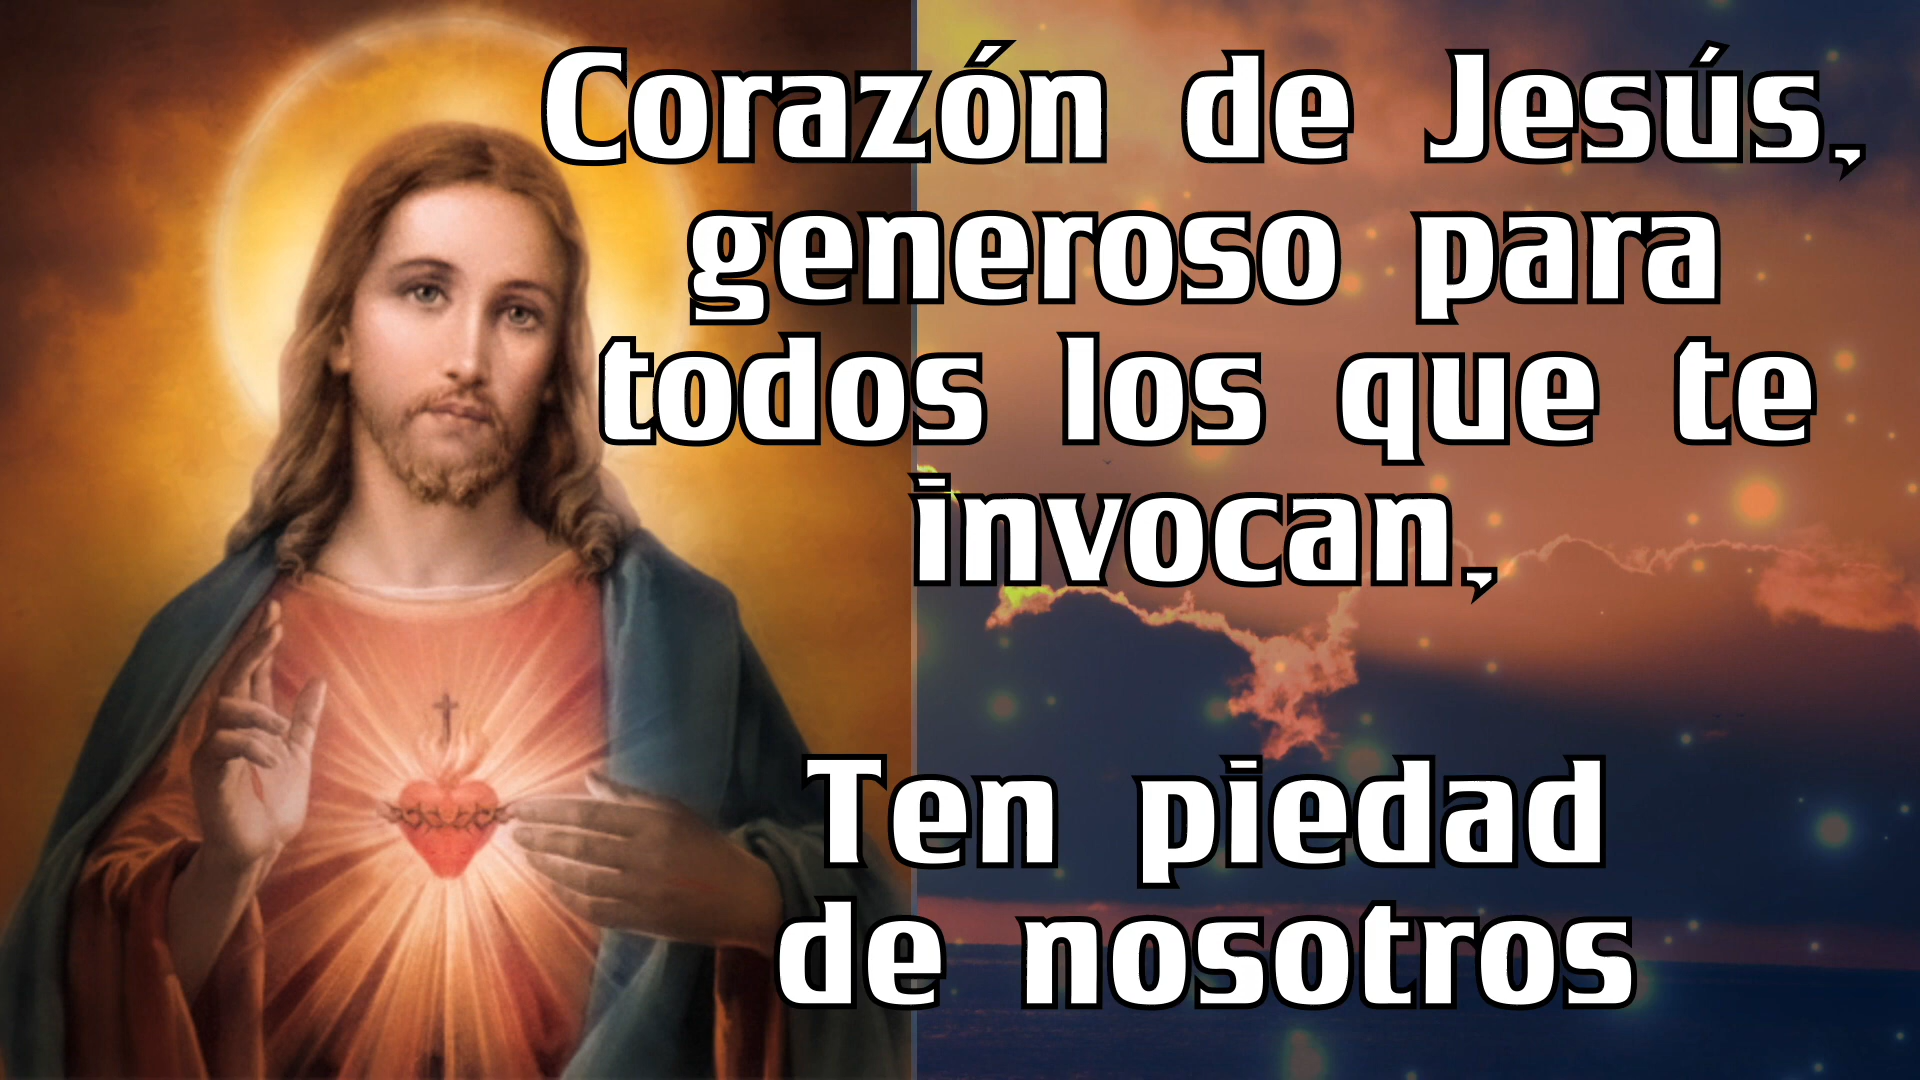 Corazón de Jesús,
generoso para
todos los que te
invocan,
Ten piedad
de nosotros